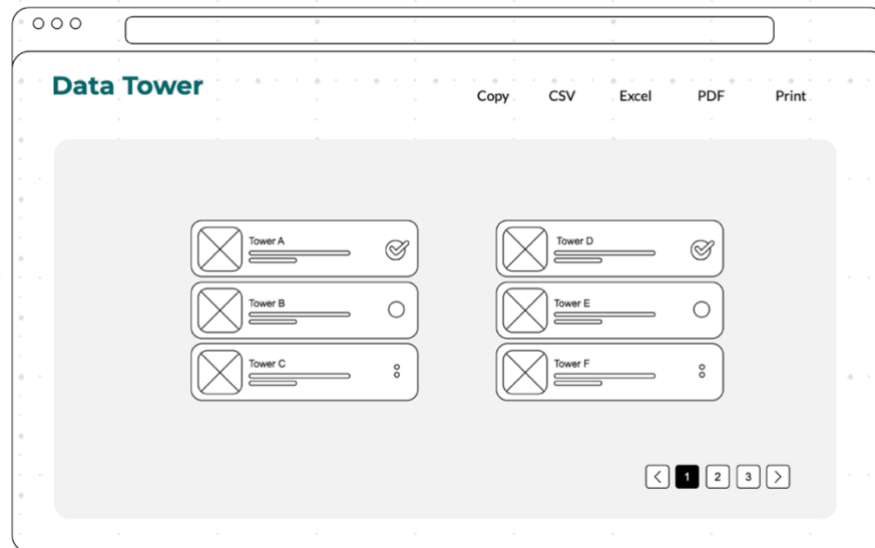 Data Tower
Copy CSV Excel PDF Print
Tower A
Tower B
Tower C
Tower D
Tower E
Tower F
1 2 3